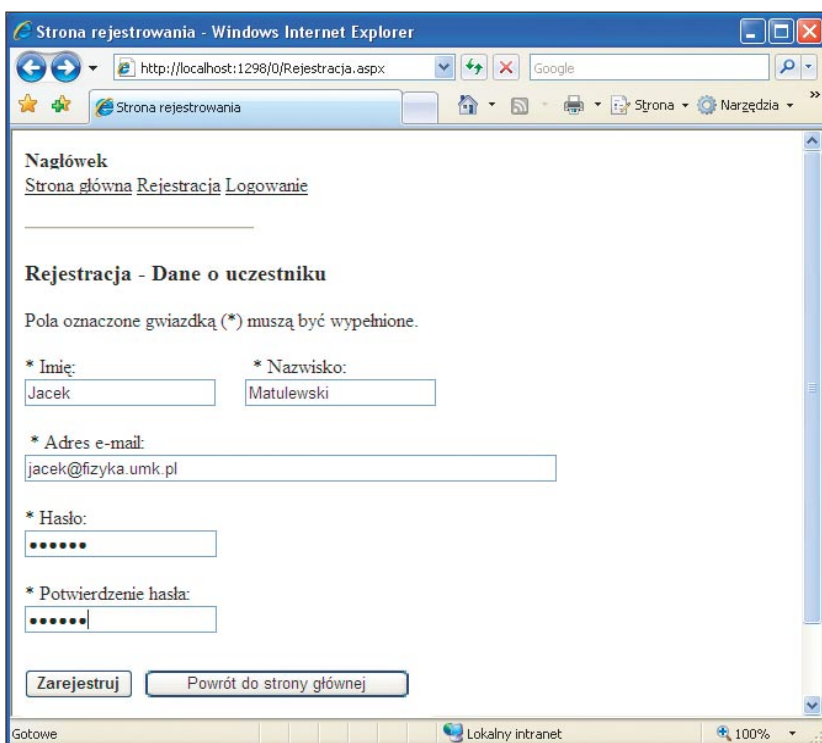 Strona rejestrowania - Windows Internet Explorer
http://localhost:1298/0/Rejestracja.aspx
Google
Strona rejestrowania
Strona
Narzędzia
»
Nagłówek
Strona główna Rejestracja Logowanie
Rejestracja - Dane o uczestniku
Pola oznaczone gwiazdką (*) muszą być wypełnione.
* Imię: * Nazwisko:
Jacek Matulewski
* Adres e-mail:
jacek@fizyka.umk.pl
* Hasło:
••••••
* Potwierdzenie hasła:
••••••
Zarejestruj Powrót do strony głównej
Gotowe Lokalny intranet 100%